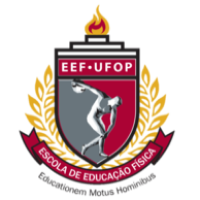 EEF•UFOP
ESCOLA DE EDUCAÇÃO FÍSICA
Educationem Motus Hominibus